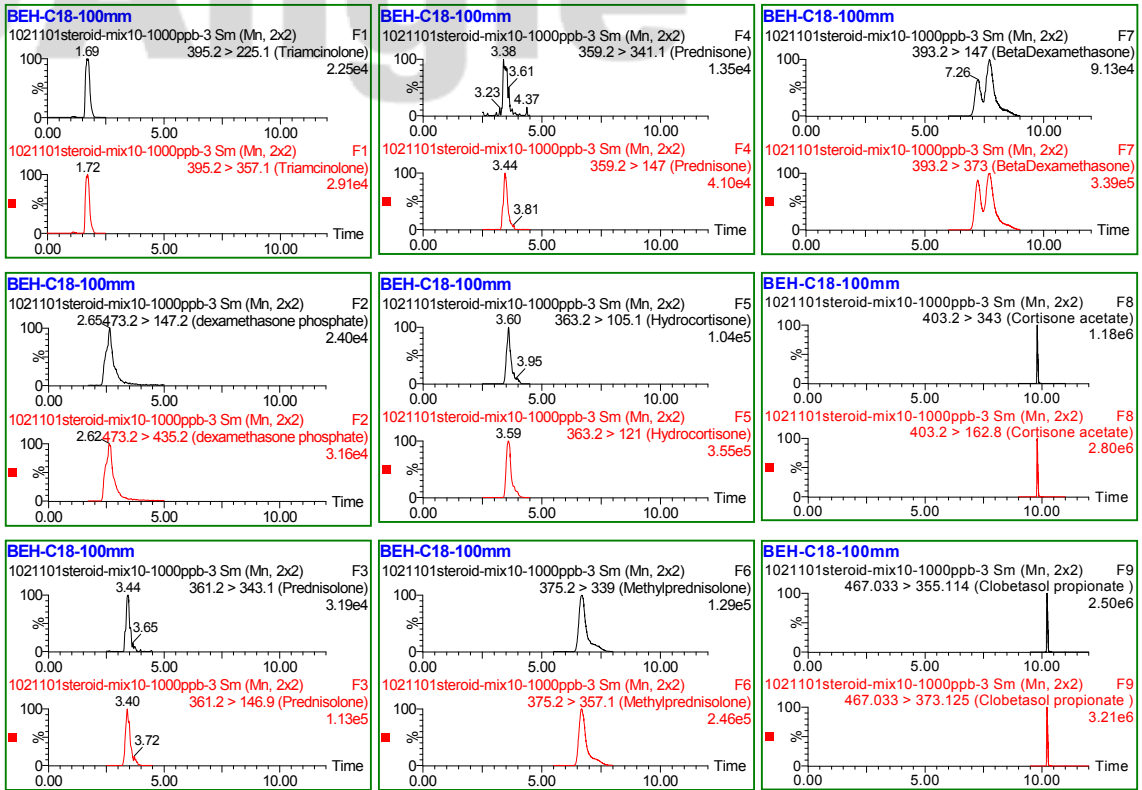 BEH-C18-100mm
1021101steroid-mix10-1000ppb-3 Sm (Mn, 2x2) F1
1.69 395.2 > 225.1 (Triamcinolone)
2.25e4
100
%
0
0.00 5.00 10.00
1021101steroid-mix10-1000ppb-3 Sm (Mn, 2x2) F1
1.72 395.2 > 357.1 (Triamcinolone)
2.91e4
100
%
0 Time
0.00 5.00 10.00
BEH-C18-100mm
1021101steroid-mix10-1000ppb-3 Sm (Mn, 2x2) F4
3.38 359.2 > 341.1 (Prednisone)
1.35e4
100
3.61
%
3.23 4.37
0
0.00 5.00 10.00
1021101steroid-mix10-1000ppb-3 Sm (Mn, 2x2) F4
3.44 359.2 > 147 (Prednisone)
4.10e4
100
%
3.81
0 Time
0.00 5.00 10.00
BEH-C18-100mm
1021101steroid-mix10-1000ppb-3 Sm (Mn, 2x2) F7
393.2 > 147 (BetaDexamethasone)
9.13e4
100
7.26
%
0
0.00 5.00 10.00
1021101steroid-mix10-1000ppb-3 Sm (Mn, 2x2) F7
393.2 > 373 (BetaDexamethasone)
3.39e5
100
%
0 Time
0.00 5.00 10.00
BEH-C18-100mm
1021101steroid-mix10-1000ppb-3 Sm (Mn, 2x2) F2
2.65 473.2 > 147.2 (dexamethasone phosphate)
2.40e4
100
%
0
0.00 5.00 10.00
1021101steroid-mix10-1000ppb-3 Sm (Mn, 2x2) F2
2.62 473.2 > 435.2 (dexamethasone phosphate)
3.16e4
100
%
0 Time
0.00 5.00 10.00
BEH-C18-100mm
1021101steroid-mix10-1000ppb-3 Sm (Mn, 2x2) F5
3.60 363.2 > 105.1 (Hydrocortisone)
1.04e5
100
%
3.95
0
0.00 5.00 10.00
1021101steroid-mix10-1000ppb-3 Sm (Mn, 2x2) F5
3.59 363.2 > 121 (Hydrocortisone)
3.55e5
100
%
0 Time
0.00 5.00 10.00
BEH-C18-100mm
1021101steroid-mix10-1000ppb-3 Sm (Mn, 2x2) F8
403.2 > 343 (Cortisone acetate)
1.18e6
100
%
0
0.00 5.00 10.00
1021101steroid-mix10-1000ppb-3 Sm (Mn, 2x2) F8
403.2 > 162.8 (Cortisone acetate)
2.80e6
100
%
0 Time
0.00 5.00 10.00
BEH-C18-100mm
1021101steroid-mix10-1000ppb-3 Sm (Mn, 2x2) F3
3.44 361.2 > 343.1 (Prednisolone)
3.19e4
100
%
3.65
0
0.00 5.00 10.00
1021101steroid-mix10-1000ppb-3 Sm (Mn, 2x2) F3
3.40 361.2 > 146.9 (Prednisolone)
1.13e5
100
%
3.72
0 Time
0.00 5.00 10.00
BEH-C18-100mm
1021101steroid-mix10-1000ppb-3 Sm (Mn, 2x2) F6
375.2 > 339 (Methylprednisolone)
1.29e5
100
%
0
0.00 5.00 10.00
1021101steroid-mix10-1000ppb-3 Sm (Mn, 2x2) F6
375.2 > 357.1 (Methylprednisolone)
2.46e5
100
%
0 Time
0.00 5.00 10.00
BEH-C18-100mm
1021101steroid-mix10-1000ppb-3 Sm (Mn, 2x2) F9
467.033 > 355.114 (Clobetasol propionate )
2.50e6
100
%
0
0.00 5.00 10.00
1021101steroid-mix10-1000ppb-3 Sm (Mn, 2x2) F9
467.033 > 373.125 (Clobetasol propionate )
3.21e6
100
%
0 Time
0.00 5.00 10.00